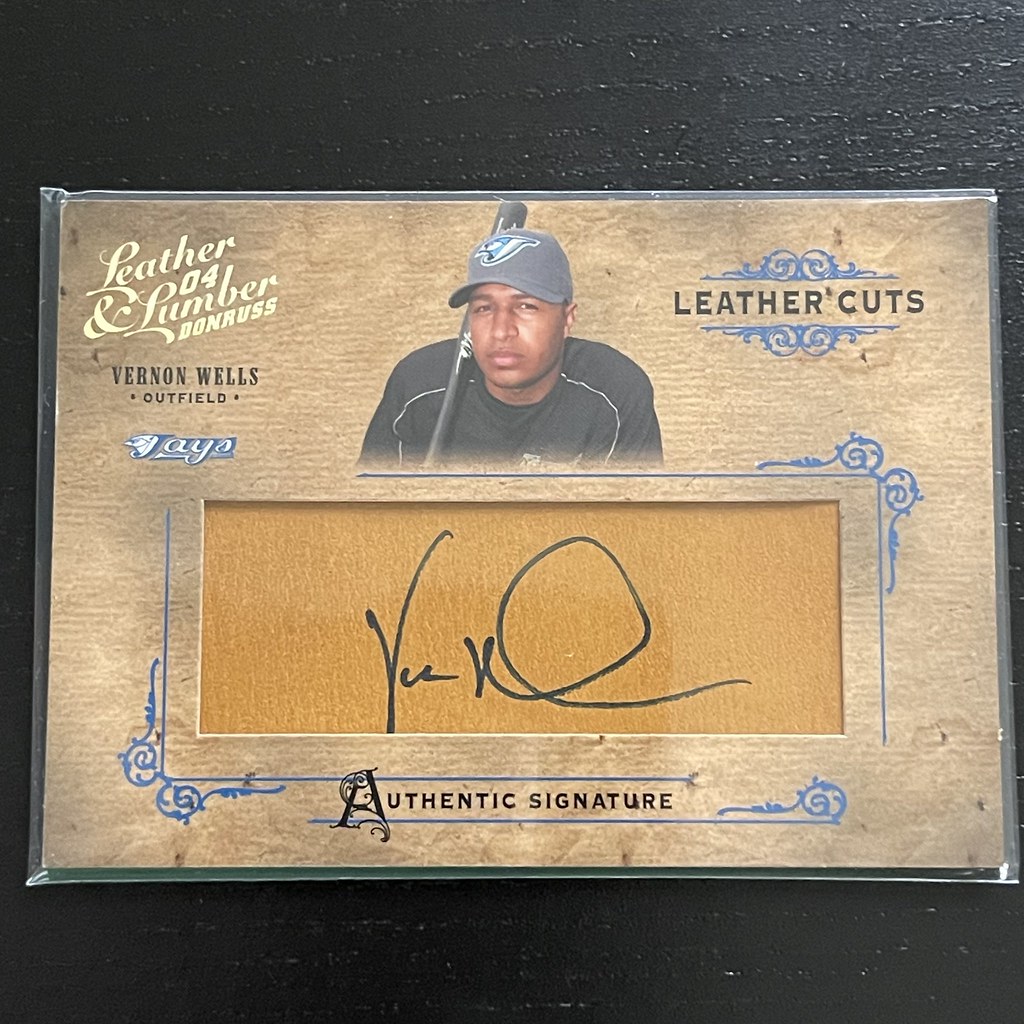 Leather
04
& Lumber
DONRUSS
LEATHER CUTS
VERNON WELLS
• OUTFIELD •
Jays
AUTHENTIC SIGNATURE